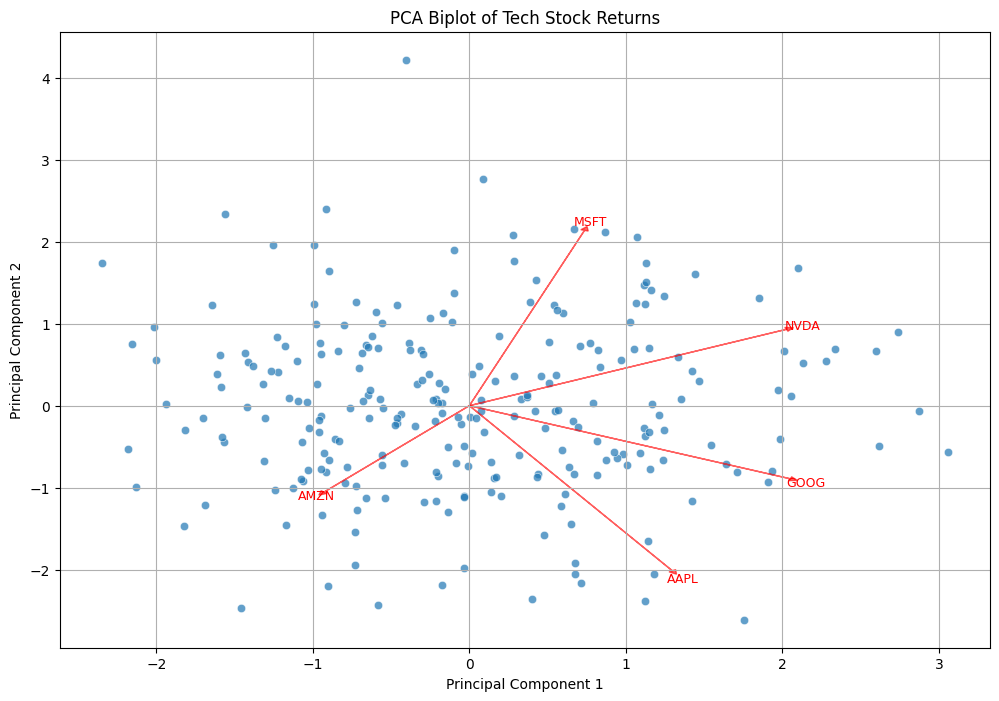 PCA Biplot of Tech Stock Returns
4
3
2
1
0
−1
−2
Principal Component 2
MSFT
NVDA
AMZN
GOOG
AAPL
−2 −1 0 1 2 3
Principal Component 1